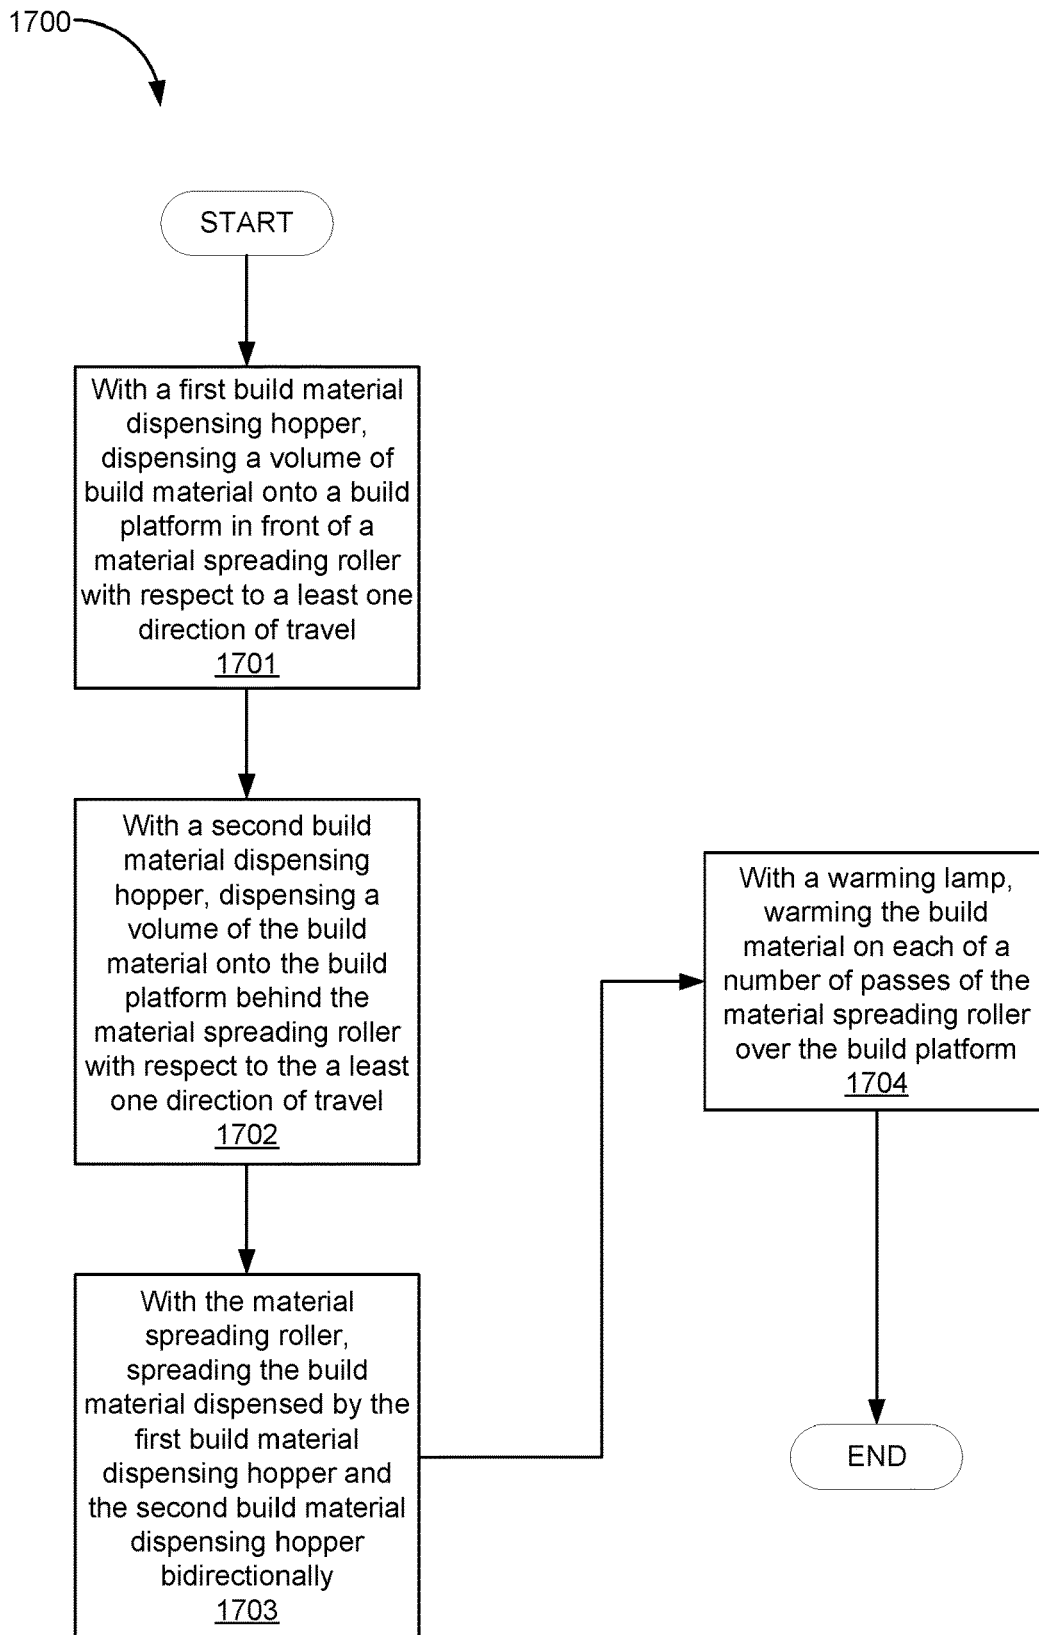 1700
START
With a first build material
dispensing hopper,
dispensing a volume of
build material onto a build
platform in front of a
material spreading roller
with respect to a least one
direction of travel
1701
With a second build
material dispensing
hopper, dispensing a
volume of the build
material onto the build
platform behind the
material spreading roller
with respect to the a least
one direction of travel
1702
With the material
spreading roller,
spreading the build
material dispensed by the
first build material
dispensing hopper and
the second build material
dispensing hopper
bidirectionally
1703
With a warming lamp,
warming the build
material on each of a
number of passes of the
material spreading roller
over the build platform
1704
END